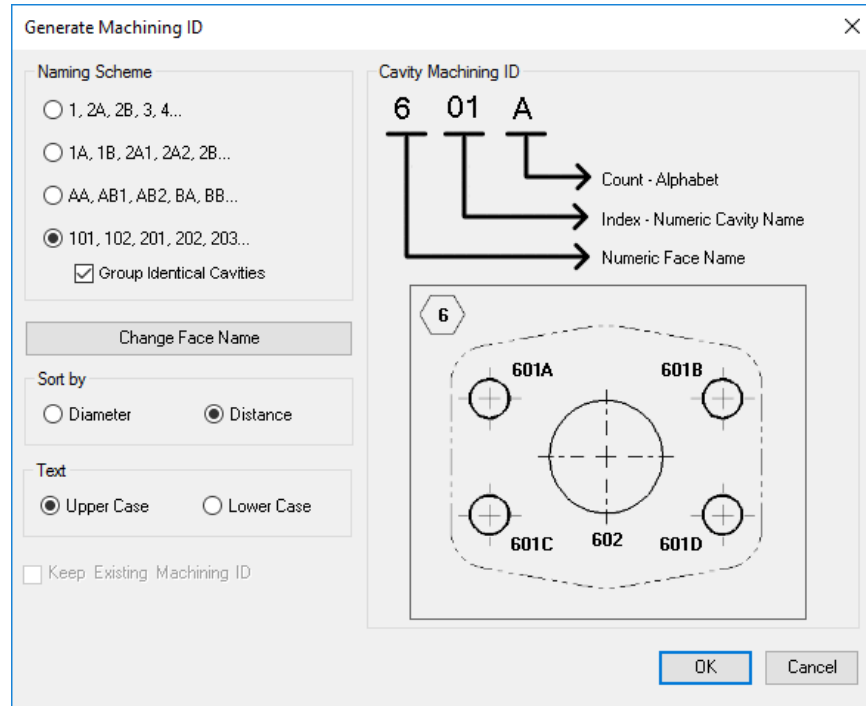 Generate Machining ID
Naming Scheme
1, 2A, 2B, 3, 4...
1A, 1B, 2A1, 2A2, 2B...
AA, AB1, AB2, BA, BB...
101, 102, 201, 202, 203...
Group Identical Cavities
Change Face Name
Sort by
Diameter Distance
Text
Upper Case Lower Case
Keep Existing Machining ID
Cavity Machining ID
6 01 A
Count - Alphabet
Index - Numeric Cavity Name
Numeric Face Name
6
601A 601B
601C 602 601D
OK Cancel